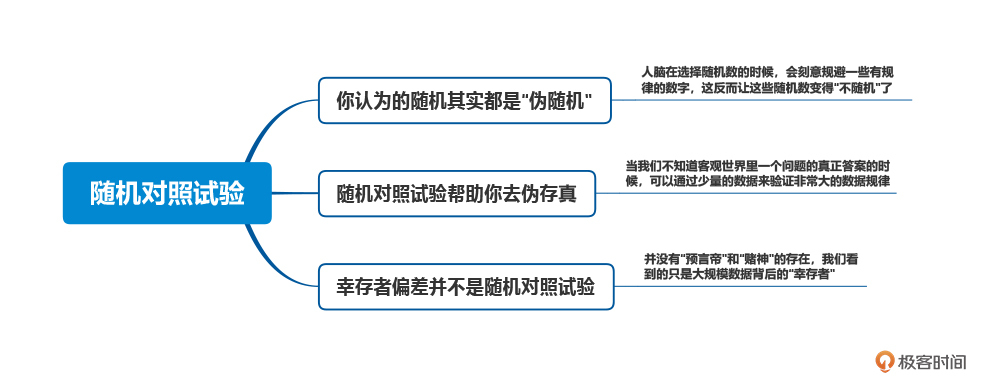 随机对照试验
你认为的随机其实都是“伪随机”
人脑在选择随机数的时候，会刻意规避一些有规
律的数字，这反而让这些随机数变得“不随机”了
随机对照试验帮助你去伪存真
当我们不知道客观世界里一个问题的真正答案的时
候，可以通过少量的数据来验证非常大的数据规律
幸存者偏差并不是随机对照试验
并没有“预言帝”和“赌神”的存在，我们看
到的只是大规模数据背后的“幸存者”
极客时间